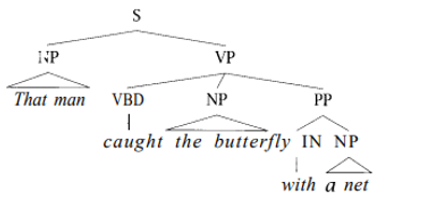 S
NP VP
That man VBD NP PP
caught the butterfly IN NP
with a net